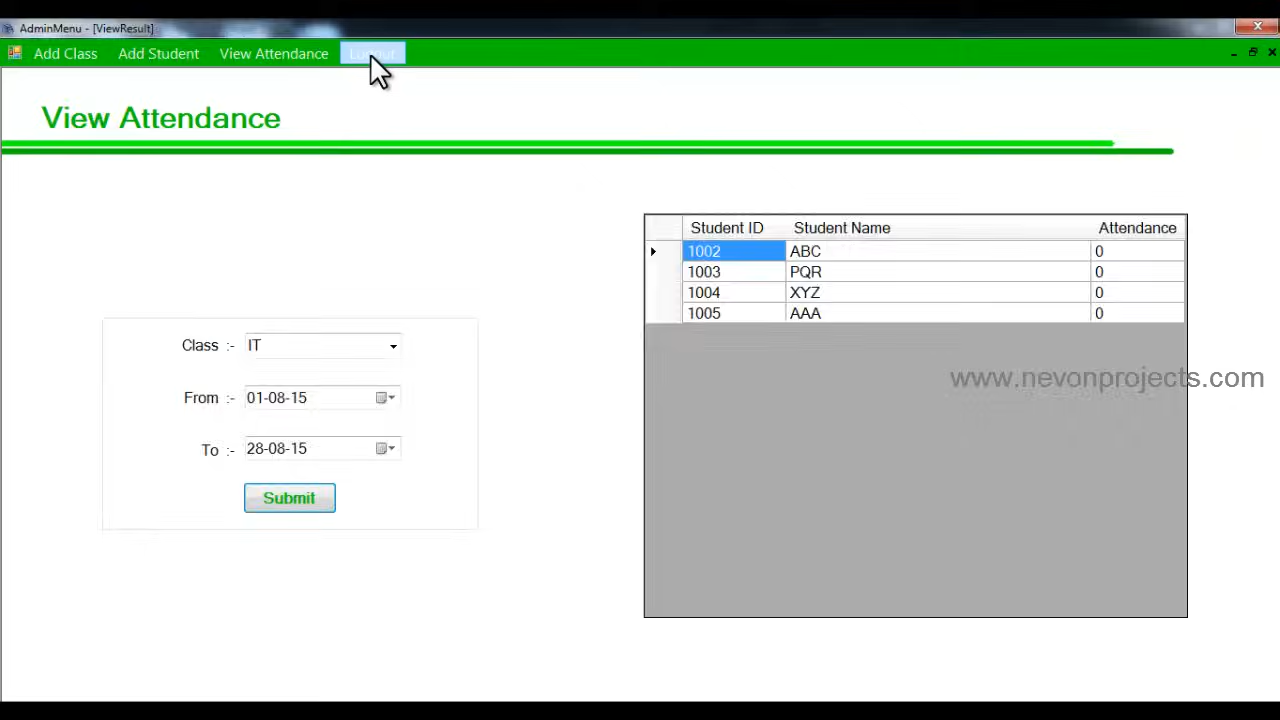 AdminMenu - [ViewResult]
Add Class Add Student View Attendance Logout
View Attendance
Student ID Student Name Attendance
1002 ABC 0
1003 PQR 0
1004 XYZ 0
1005 AAA 0
Class :- IT
From :- 01-08-15
To :- 28-08-15
Submit
www.nevonprojects.com